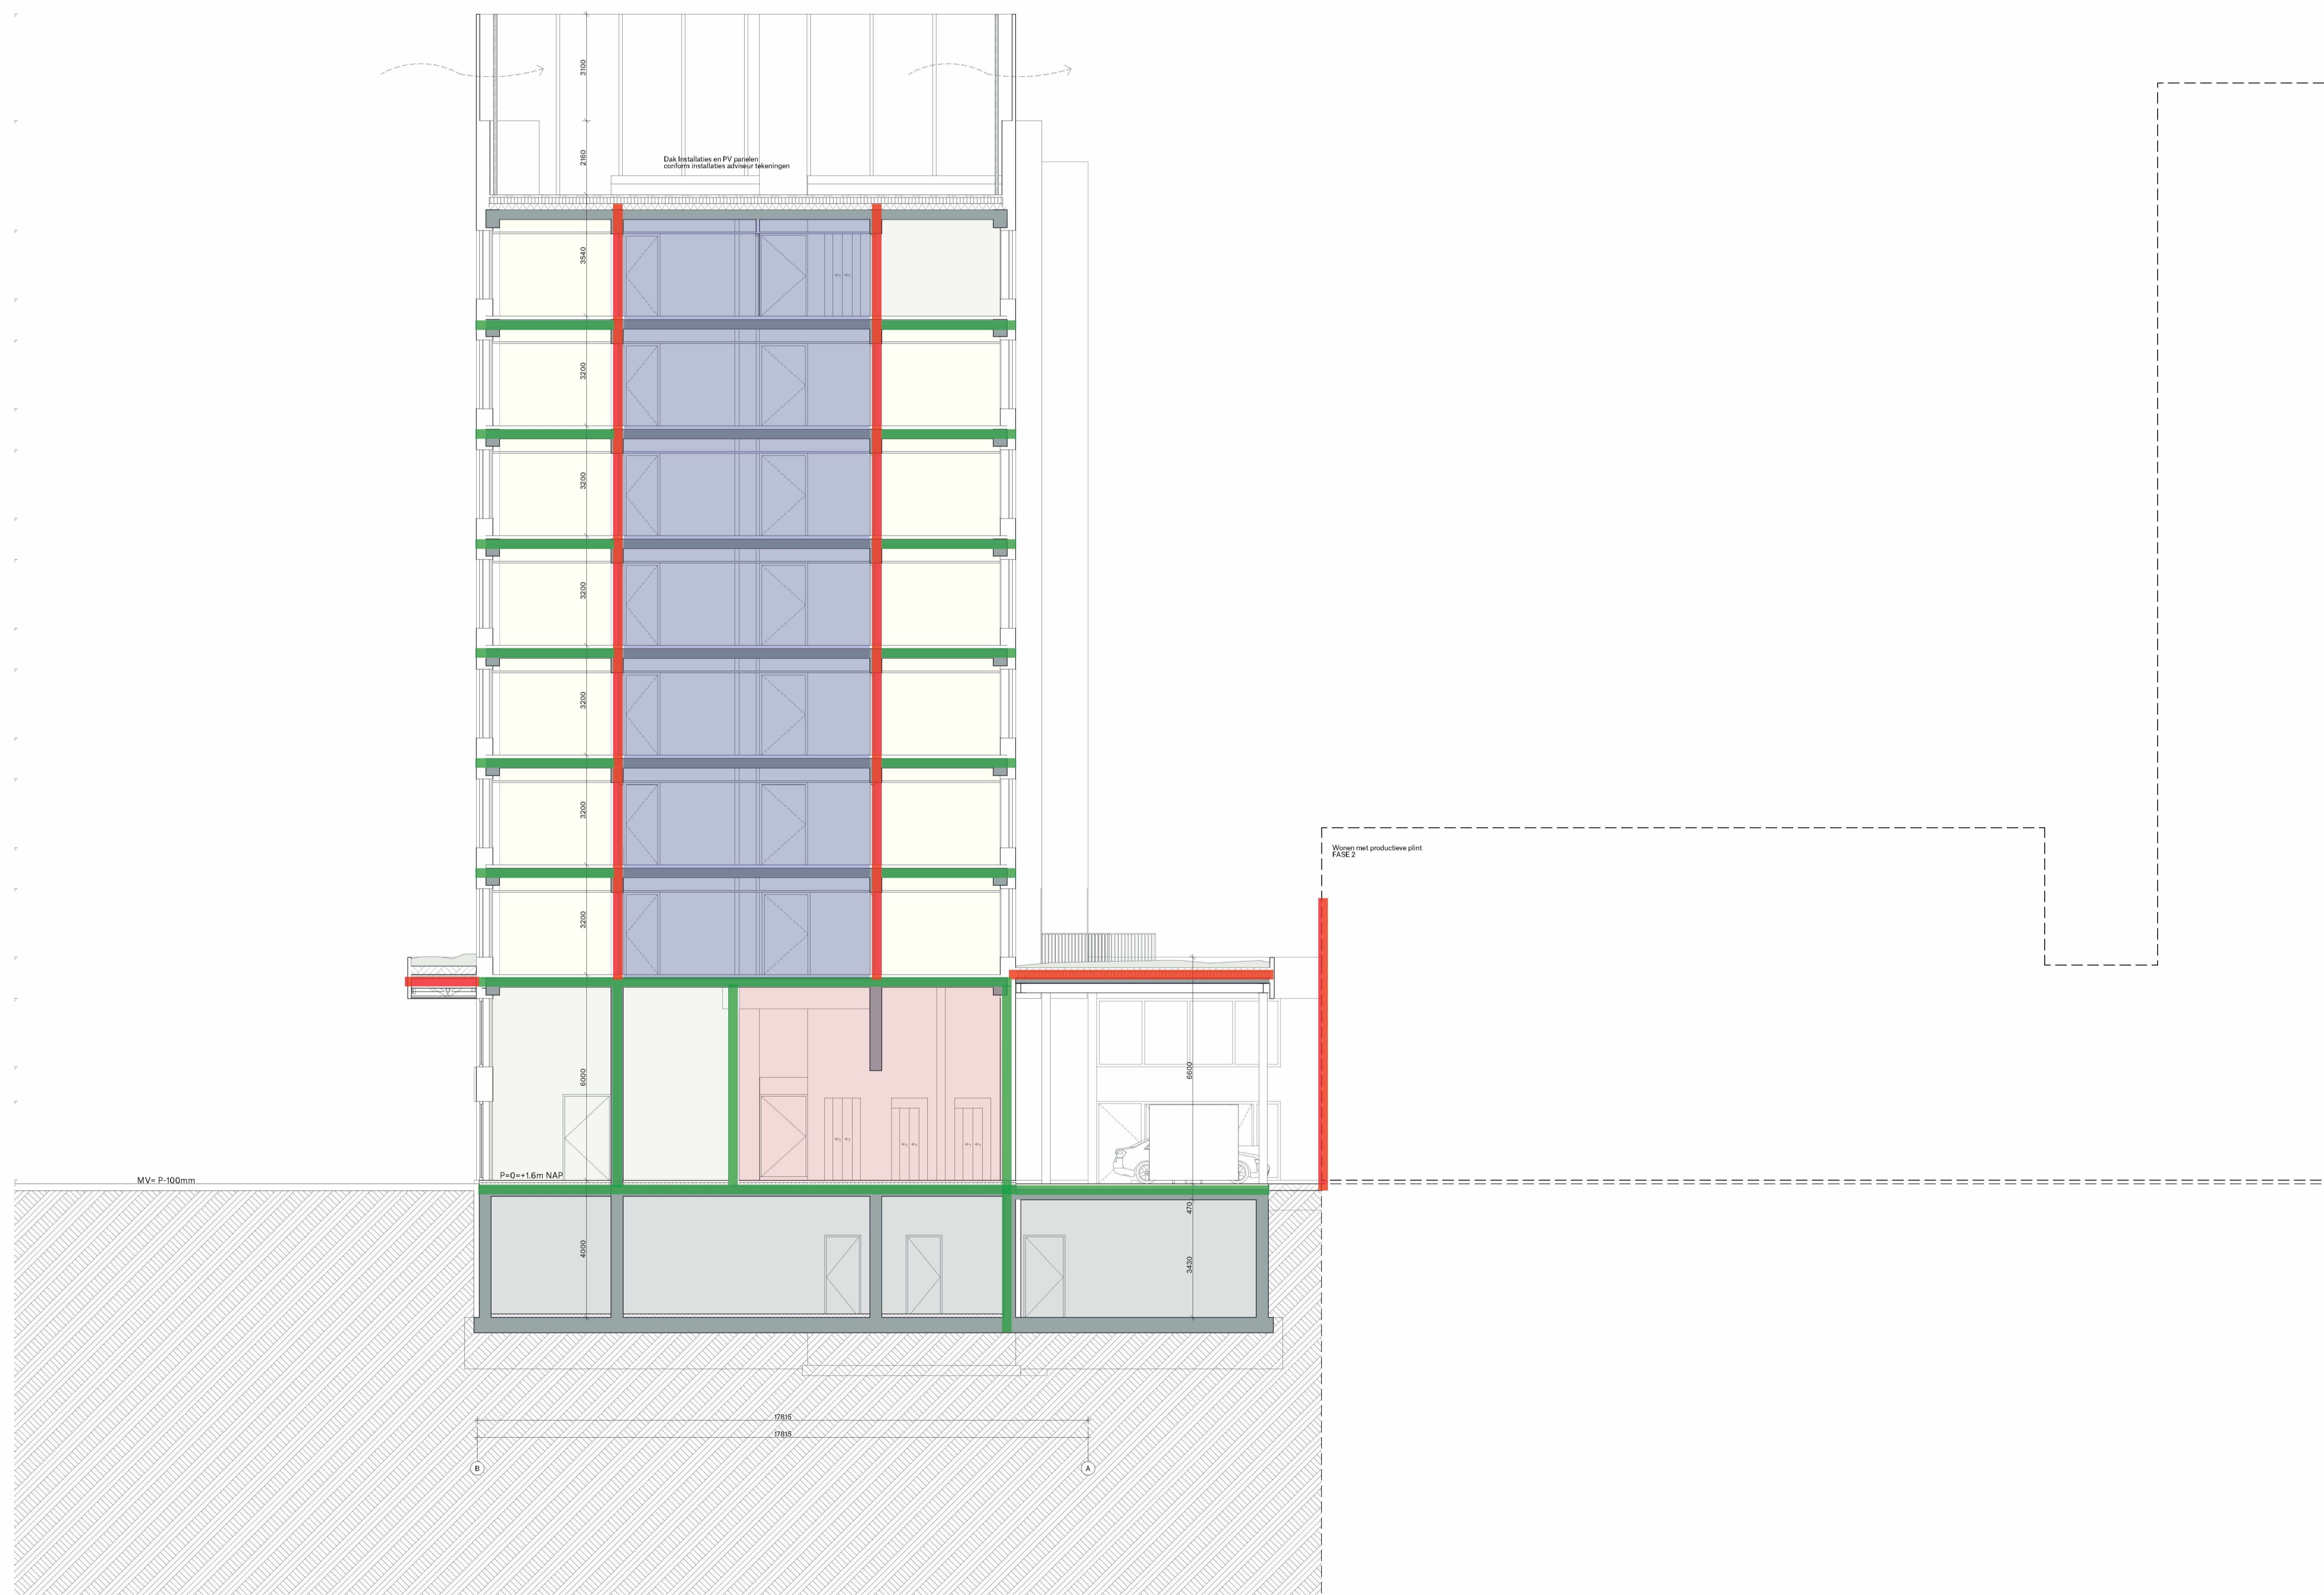 3100
2160
Dak Installaties en PV panelen
conform installaties adviseur tekeningen
3540
3200
3200
3200
3200
3200
3200
Wonen met productieve plint
FASE 2
6000
6600
P=0=+1.6m NAP
MV= P-100mm
470
4000
3430
17815
17815
B
A